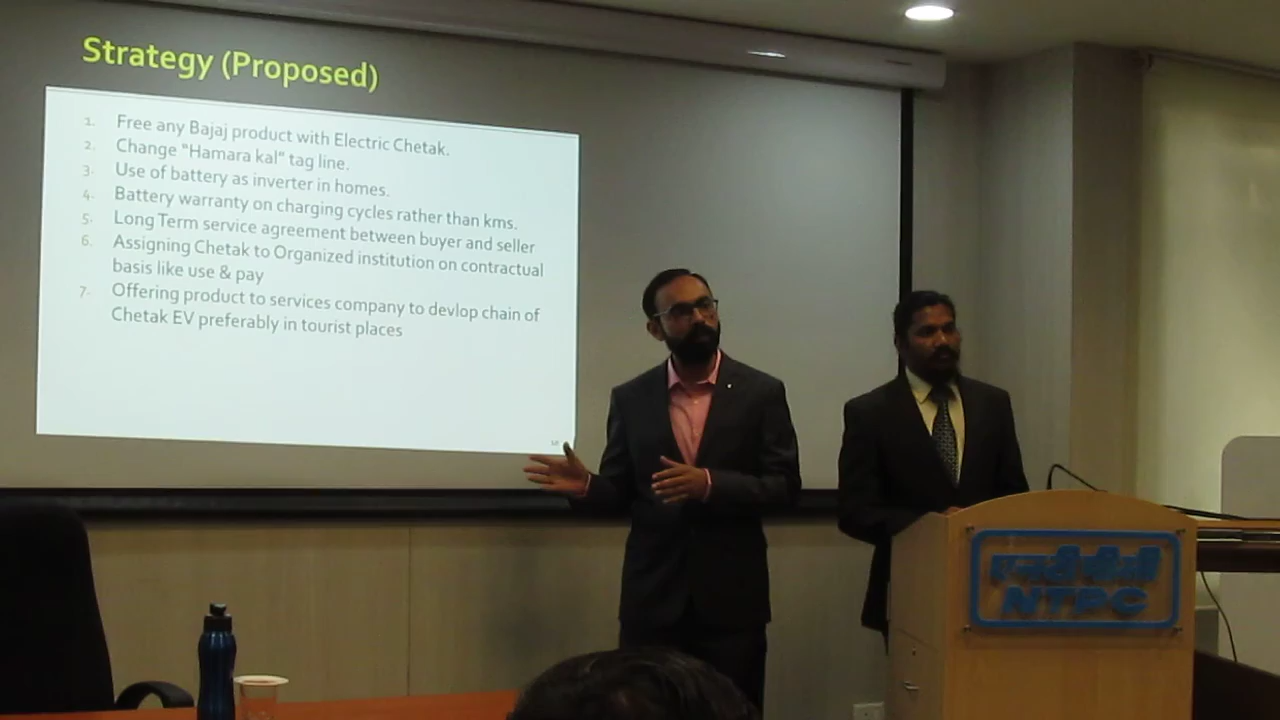 Strategy (Proposed)
1. Free any Bajaj product with Electric Chetak.
2. Change "Hamara kal" tag line.
3. Use of battery as inverter in homes.
4. Battery warranty on charging cycles rather than kms.
5. Long Term service agreement between buyer and seller
6. Assigning Chetak to Organized institution on contractual
basis like use & pay
7. Offering product to services company to devlop chain of
Chetak EV preferably in tourist places
एनटीपीसी
NTPC